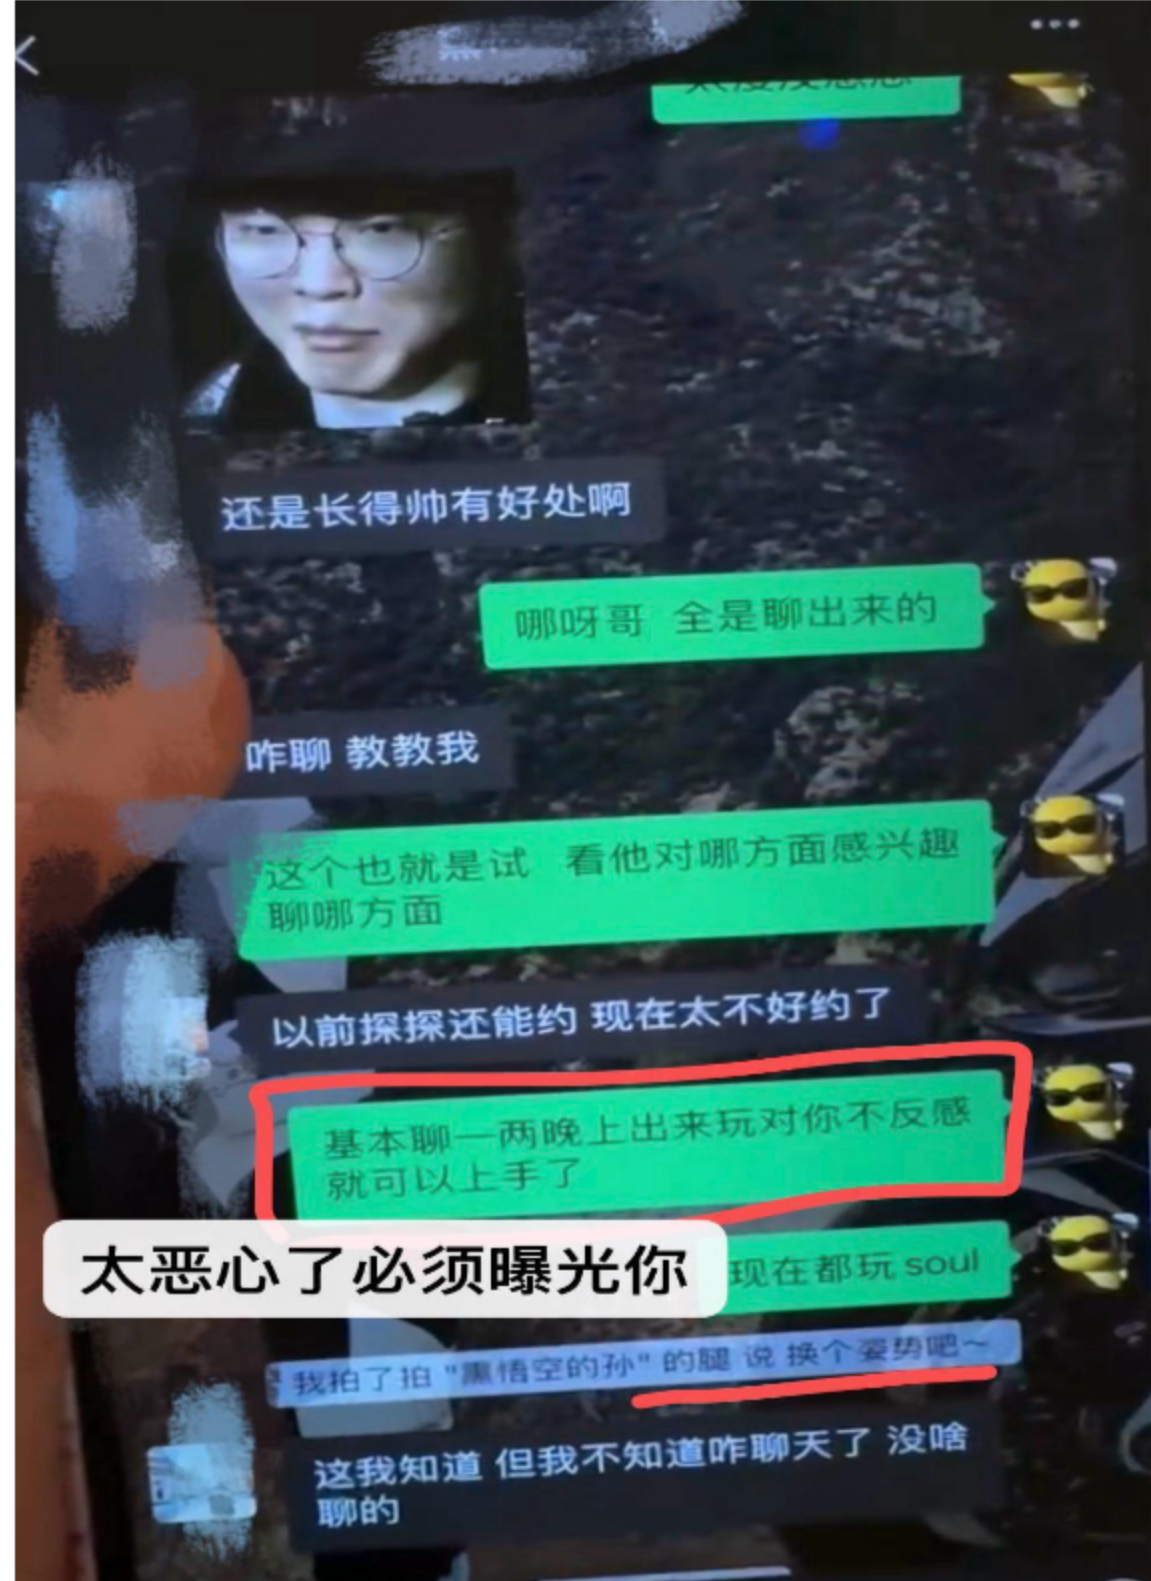 还是长得帅有好处啊
哪呀哥 全是聊出来的
咋聊 教教我
这个也就是试 看他对哪方面感兴趣
聊哪方面
以前探探还能约 现在太不好约了
基本聊一两晚上出来玩对你不反感
就可以上手了
太恶心了必须曝光你
现在都玩soul
我拍了拍 "熏悟空的孙" 的腿 说 换个姿势吧~
这我知道 但我不知道咋聊天了 没啥
聊的